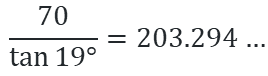 70/tan 19° = 203.294 …